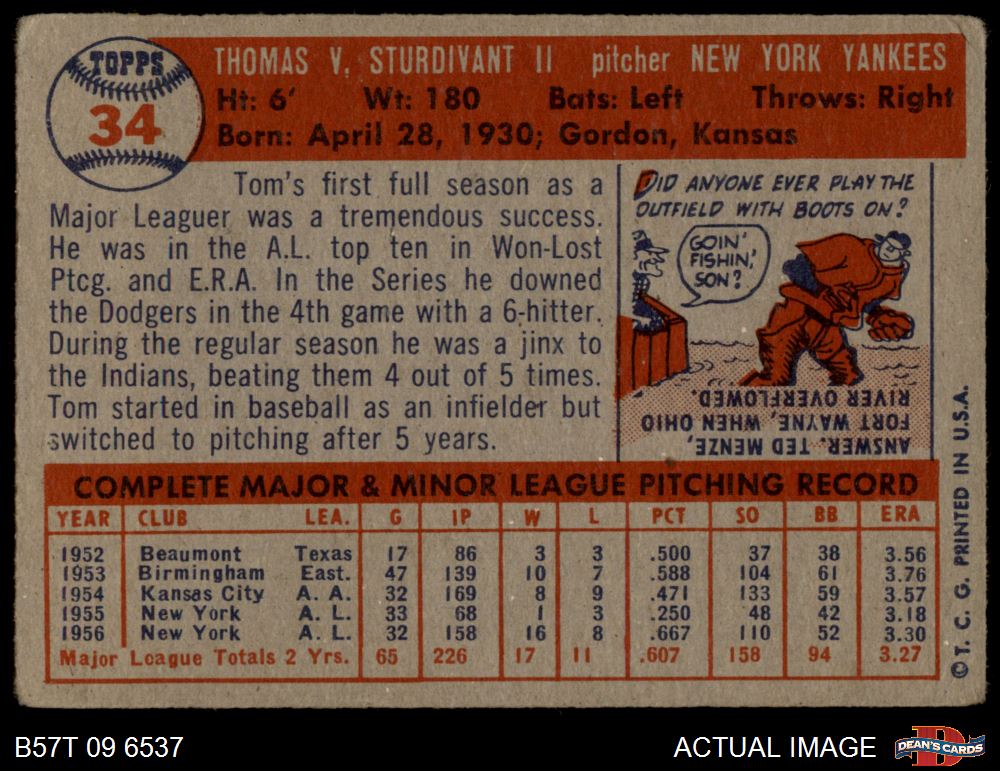 TOPPS
34
THOMAS V. STURDIVANT II pitcher NEW YORK YANKEES
Ht: 6' Wt: 180 Bats: Left Throws: Right
Born: April 28, 1930; Gordon, Kansas
Tom's first full season as a
Major Leaguer was a tremendous success.
He was in the A.L. top ten in Won-Lost
Ptcg. and E.R.A. In the Series he downed
the Dodgers in the 4th game with a 6-hitter.
During the regular season he was a jinx to
the Indians, beating them 4 out of 5 times.
Tom started in baseball as an infielder but
switched to pitching after 5 years.
DID ANYONE EVER PLAY THE
OUTFIELD WITH BOOTS ON?
GOIN'
FISHIN',
SON?
ANSWER. TED MENZE,
FORT WAYNE, WHEN OHIO
RIVER OVERFLOWED.
COMPLETE MAJOR & MINOR LEAGUE PITCHING RECORD
YEAR CLUB LEA. G IP W L PCT SO BB ERA
1952 Beaumont Texas 17 86 3 3 .500 37 38 3.56
1953 Birmingham East. 47 139 10 7 .588 104 61 3.76
1954 Kansas City A. A. 32 169 8 9 .471 133 59 3.57
1955 New York A. L. 33 68 1 3 .250 48 42 3.18
1956 New York A. L. 32 158 16 8 .667 110 52 3.30
Major League Totals 2 Yrs. 65 226 17 11 .607 158 94 3.27
©T. C. G. PRINTED IN U.S.A.
B57T 09 6537
ACTUAL IMAGE
DEAN'S CARDS